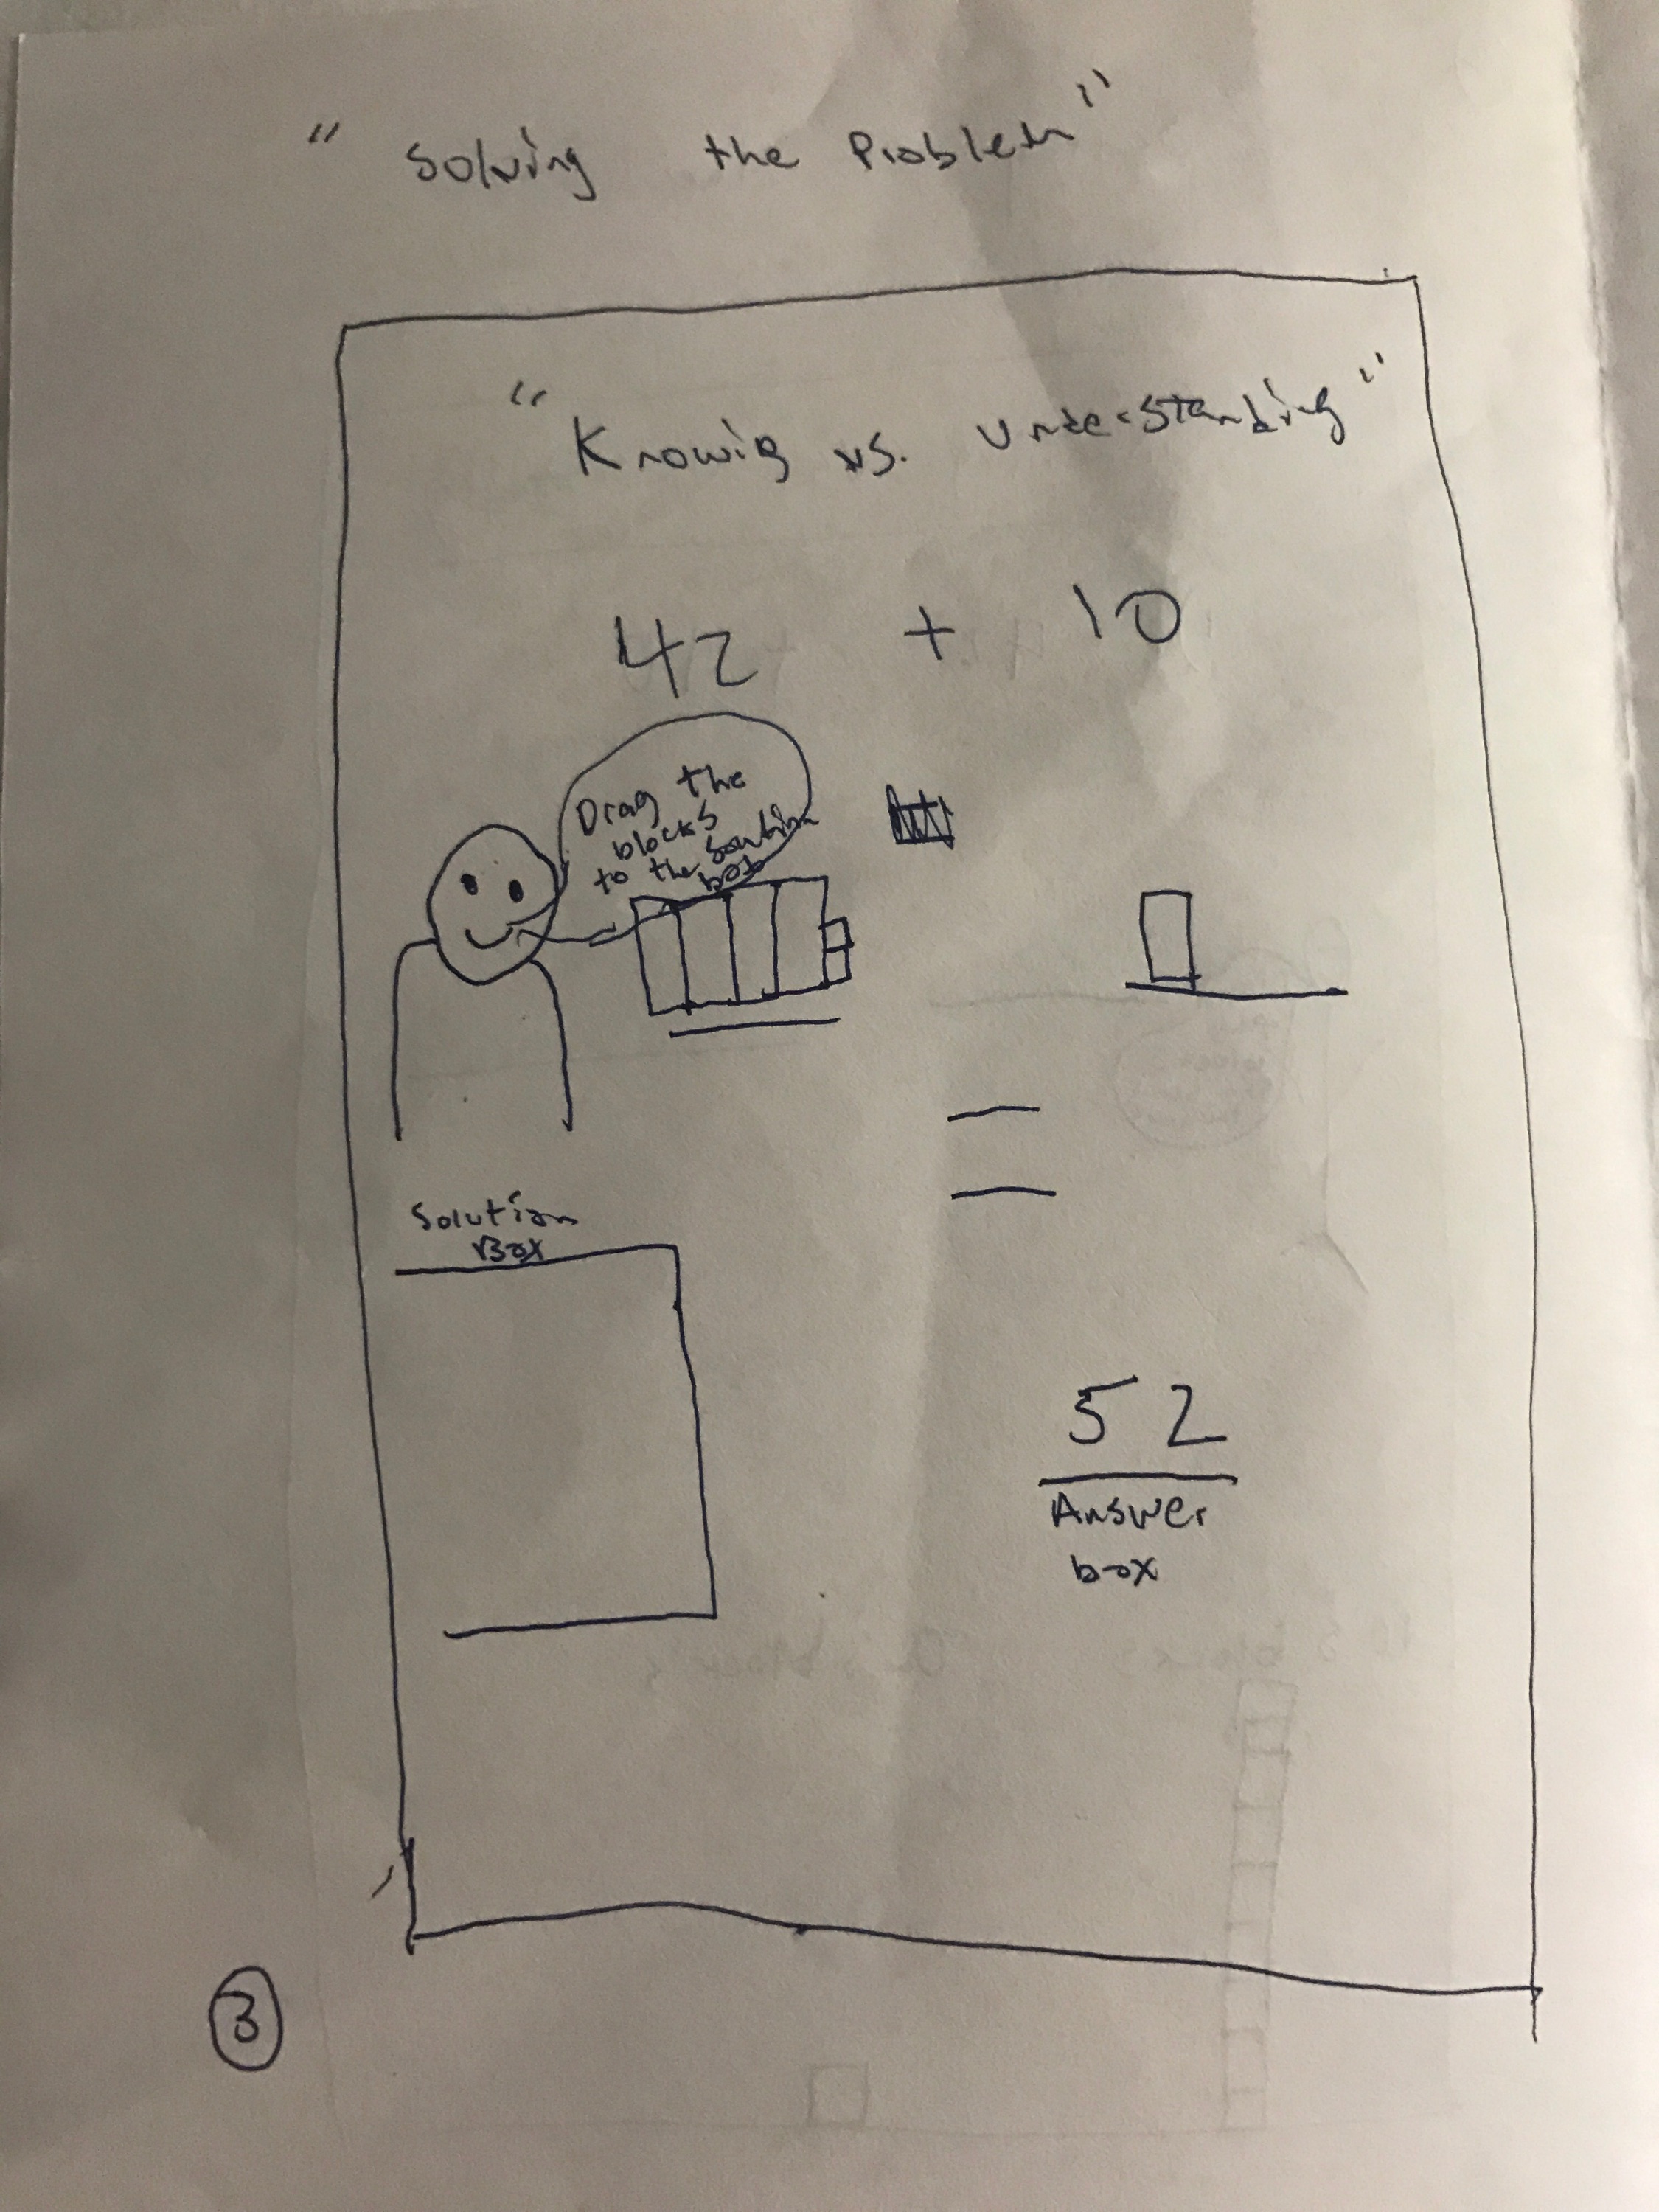 "Solving the Problem"
"Knowig vs. Understanding"
42 + 10
Drag the
blocks
to the solution
box
=
Solution
Box
52
Answer
box
3